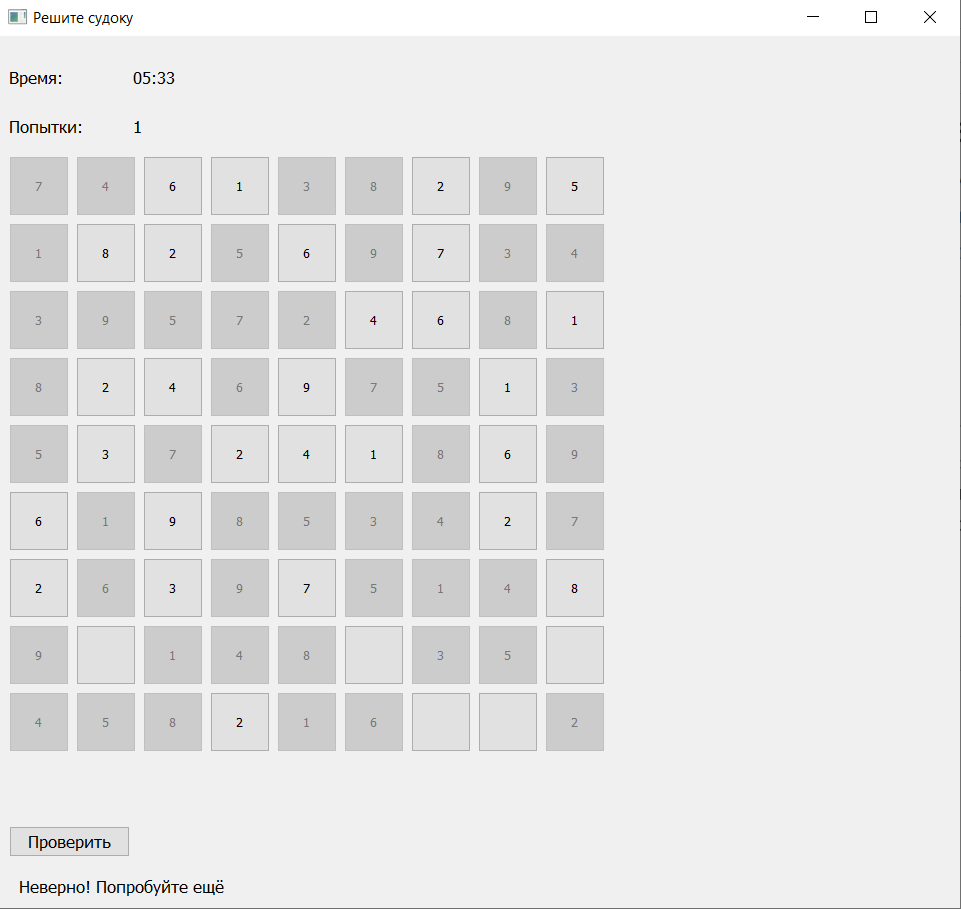 Решите судоку
Время: 05:33
Попытки: 1
7 4 6 1 3 8 2 9 5
1 8 2 5 6 9 7 3 4
3 9 5 7 2 4 6 8 1
8 2 4 6 9 7 5 1 3
5 3 7 2 4 1 8 6 9
6 1 9 8 5 3 4 2 7
2 6 3 9 7 5 1 4 8
9 1 4 8 3 5
4 5 8 2 1 6 2
Проверить
Неверно! Попробуйте ещё